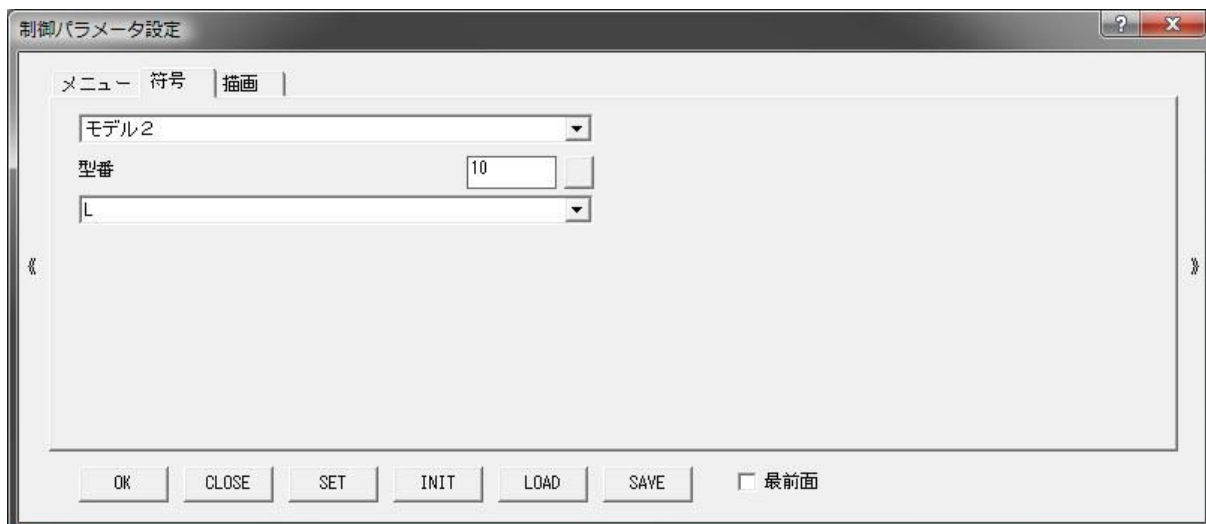 制御パラメータ設定
?
メニュー 符号 描画
モデル2
型番 10
L
《 》
OK CLOSE SET INIT LOAD SAVE 最前面